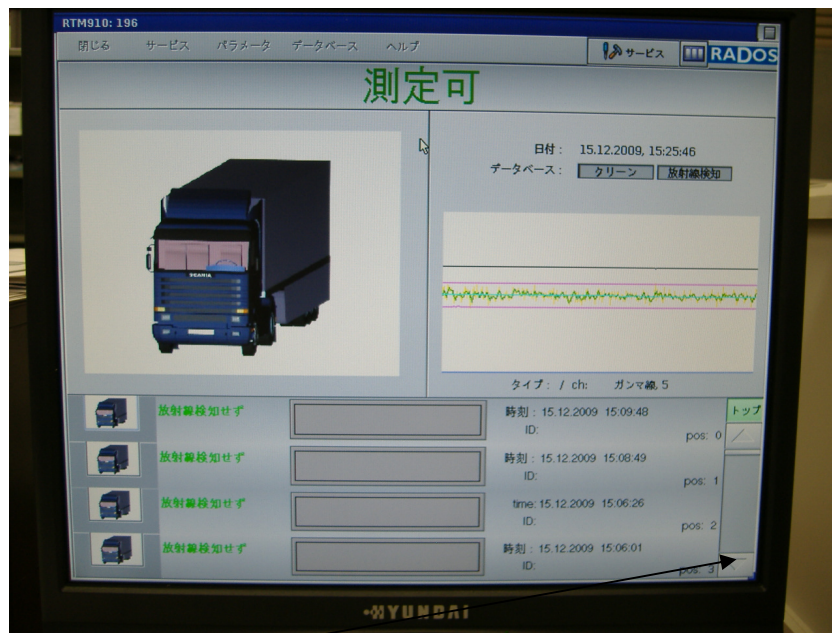 RTM910: 196
閉じる サービス パラメータ データベース ヘルプ
サービス RADOS
測定可
日付: 15.12.2009, 15:25:46
データベース: クリーン 放射線検知
SCANIA
タイプ: / ch: ガンマ線, 5
放射線検知せず 時刻: 15.12.2009 15:09:48
ID: pos: 0
トップ
放射線検知せず 時刻: 15.12.2009 15:08:49
ID: pos: 1
放射線検知せず time: 15.12.2009 15:06:26
ID: pos: 2
放射線検知せず 時刻: 15.12.2009 15:06:01
ID: pos: 3
HYUNDAI